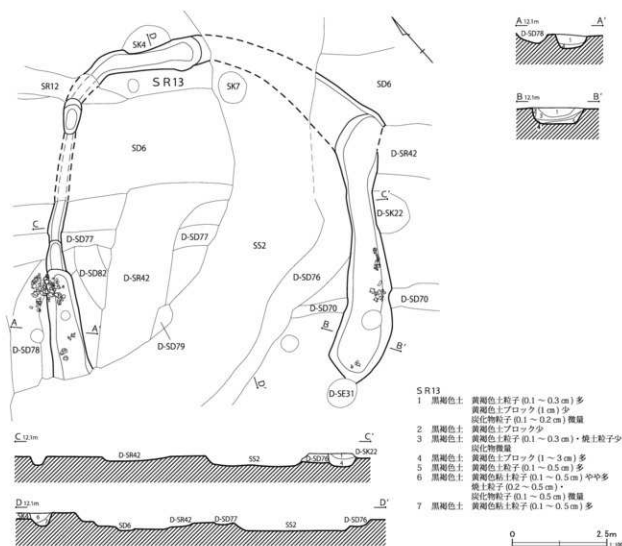 A 12.1m A'
D-SD78 1
B 12.1m B'
1
2
4
SK4 D
SR12
S R13
SK7
SD6
D-SR42
SD6
C'
D-SK22
C
D-SD77
D-SD77
SS2
D-SD82
D-SR42
D-SD76
D-SD70
D-SD70
A
A'
B
B'
D-SD78
D-SD79
D'
D-SE31
C 12.1m C'
D-SR42 SS2 D-SD76 D-SK22
1
4
D 12.1m D'
SK4 6
SD6 D-SR42 D-SD77 SS2 D-SD76
S R13
1 黒褐色土 黄褐色土粒子 (0.1 ～ 0.3 ㎝) 多
黄褐色土ブロック (1 ㎝) 少
炭化物粒子 (0.1 ～ 0.2 ㎝) 微量
2 黒褐色土 黄褐色土ブロック少
3 黒褐色土 黄褐色土粒子 (0.1 ～ 0.3 ㎝)・焼土粒子少
炭化物微量
4 黒褐色土 黄褐色土ブロック (1 ～ 3 ㎝) 多
5 黒褐色土 黄褐色土粒子 (0.1 ～ 0.5 ㎝) 多
6 黒褐色土 黄褐色粘土粒子 (0.1 ～ 0.5 ㎝) やや多
焼土粒子 (0.2 ～ 0.5 ㎝)・
炭化物粒子 (0.1 ～ 0.5 ㎝) 微量
7 黒褐色土 黄褐色粘土粒子 (0.1 ～ 0.5 ㎝) 多
0 2.5m